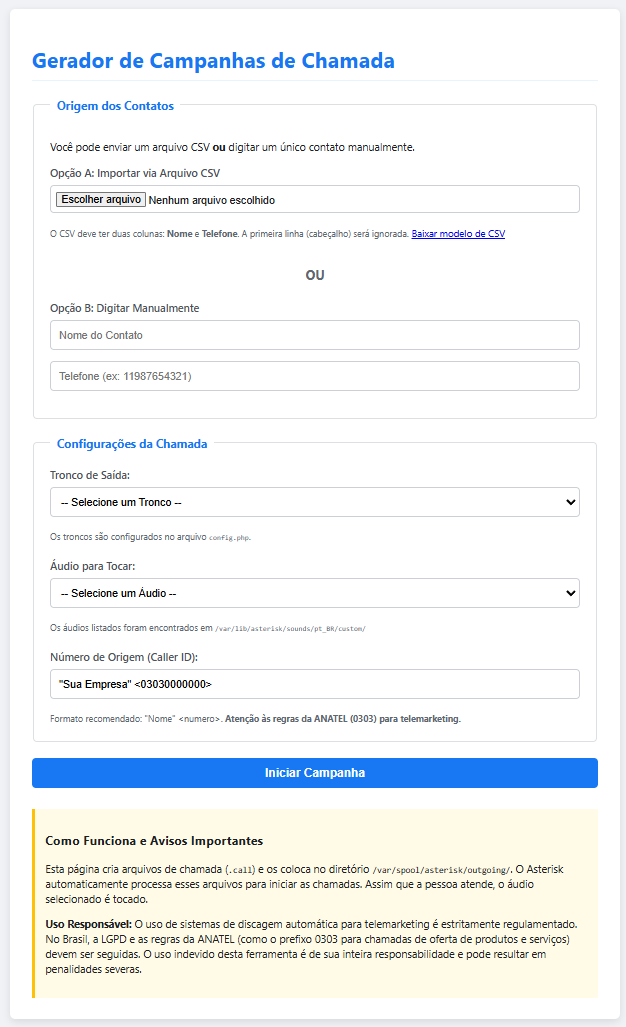 Gerador de Campanhas de Chamada
Origem dos Contatos
Você pode enviar um arquivo CSV ou digitar um único contato manualmente.
Opção A: Importar via Arquivo CSV
Escolher arquivo Nenhum arquivo escolhido
O CSV deve ter duas colunas: Nome e Telefone. A primeira linha (cabeçalho) será ignorada. Baixar modelo de CSV
OU
Opção B: Digitar Manualmente
Nome do Contato
Telefone (ex: 11987654321)
Configurações da Chamada
Tronco de Saída:
-- Selecione um Tronco --
Os troncos são configurados no arquivo config.php.
Áudio para Tocar:
-- Selecione um Áudio --
Os áudios listados foram encontrados em /var/lib/asterisk/sounds/pt_BR/custom/
Número de Origem (Caller ID):
"Sua Empresa" <03030000000>
Formato recomendado: "Nome" <numero>. Atenção às regras da ANATEL (0303) para telemarketing.
Iniciar Campanha
Como Funciona e Avisos Importantes
Esta página cria arquivos de chamada (.call) e os coloca no diretório /var/spool/asterisk/outgoing/. O Asterisk
automaticamente processa esses arquivos para iniciar as chamadas. Assim que a pessoa atende, o áudio
selecionado é tocado.
Uso Responsável: O uso de sistemas de discagem automática para telemarketing é estritamente regulamentado.
No Brasil, a LGPD e as regras da ANATEL (como o prefixo 0303 para chamadas de oferta de produtos e serviços)
devem ser seguidas. O uso indevido desta ferramenta é de sua inteira responsabilidade e pode resultar em
penalidades severas.